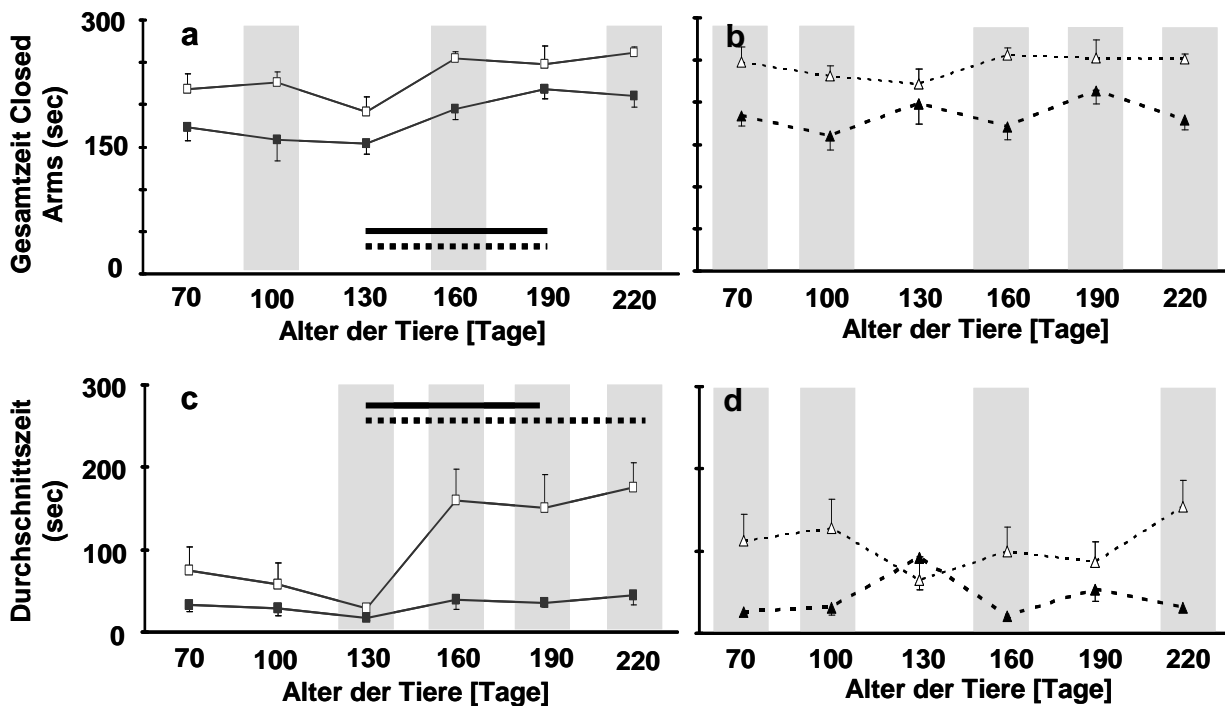 300
a
b
Gesamtzeit Closed
Arms (sec)
150
0
70 100 130 160 190 220
Alter der Tiere [Tage]
70 100 130 160 190 220
Alter der Tiere [Tage]
300
c
d
Durchschnittszeit
(sec)
200
100
0
70 100 130 160 190 220
Alter der Tiere [Tage]
70 100 130 160 190 220
Alter der Tiere [Tage]